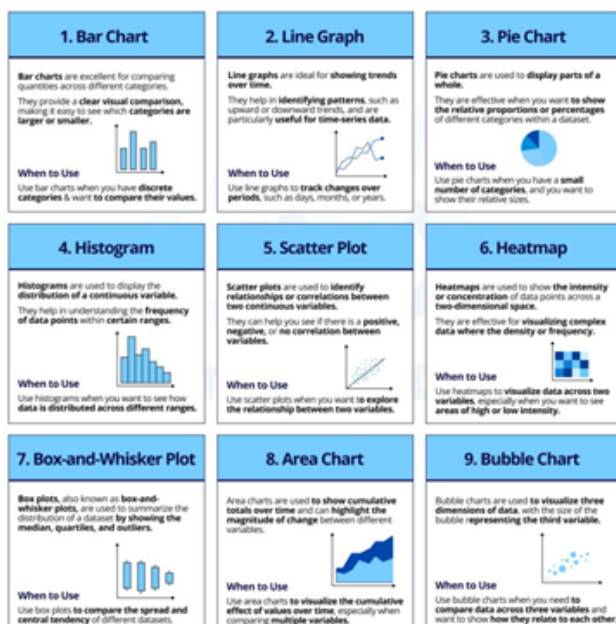 1. Bar Chart
Bar charts are excellent for comparing
quantities across different categories.
They provide a clear visual comparison,
making it easy to see which categories are
larger or smaller.
When to Use
Use bar charts when you have discrete
categories & want to compare their values.
2. Line Graph
Line graphs are ideal for showing trends
over time.
They help in identifying patterns, such as
upward or downward trends, and are
particularly useful for time-series data.
When to Use
Use line graphs to track changes over
periods, such as days, months, or years.
3. Pie Chart
Pie charts are used to display parts of a
whole.
They are effective when you want to show
the relative proportions or percentages
of different categories within a dataset.
When to Use
Use pie charts when you have a small
number of categories, and you want to
show their relative sizes.
4. Histogram
Histograms are used to display the
distribution of a continuous variable.
They help in understanding the frequency
of data points within certain ranges.
When to Use
Use histograms when you want to see how
data is distributed across different ranges.
5. Scatter Plot
Scatter plots are used to identify
relationships or correlations between
two continuous variables.
They can help you see if there is a positive,
negative, or no correlation between
variables.
When to Use
Use scatter plots when you want to explore
the relationship between two variables.
6. Heatmap
Heatmaps are used to show the intensity
or concentration of data points across a
two-dimensional space.
They are effective for visualizing complex
data where the density or frequency.
When to Use
Use heatmaps to visualize data across two
variables, especially when you want to see
areas of high or low intensity.
7. Box-and-Whisker Plot
Box plots, also known as box-and-
whisker plots, are used to summarize the
distribution of a dataset by showing the
median, quartiles, and outliers.
When to Use
Use box plots to compare the spread and
central tendency of different datasets.
8. Area Chart
Area charts are used to show cumulative
totals over time and can highlight the
magnitude of change between different
variables.
When to Use
Use area charts to visualize the cumulative
effect of values over time, especially when
comparing multiple variables.
9. Bubble Chart
Bubble charts are used to visualize three
dimensions of data, with the size of the
bubble representing the third variable.
When to Use
Use bubble charts when you need to
compare data across three variables and
want to show how they relate to each other